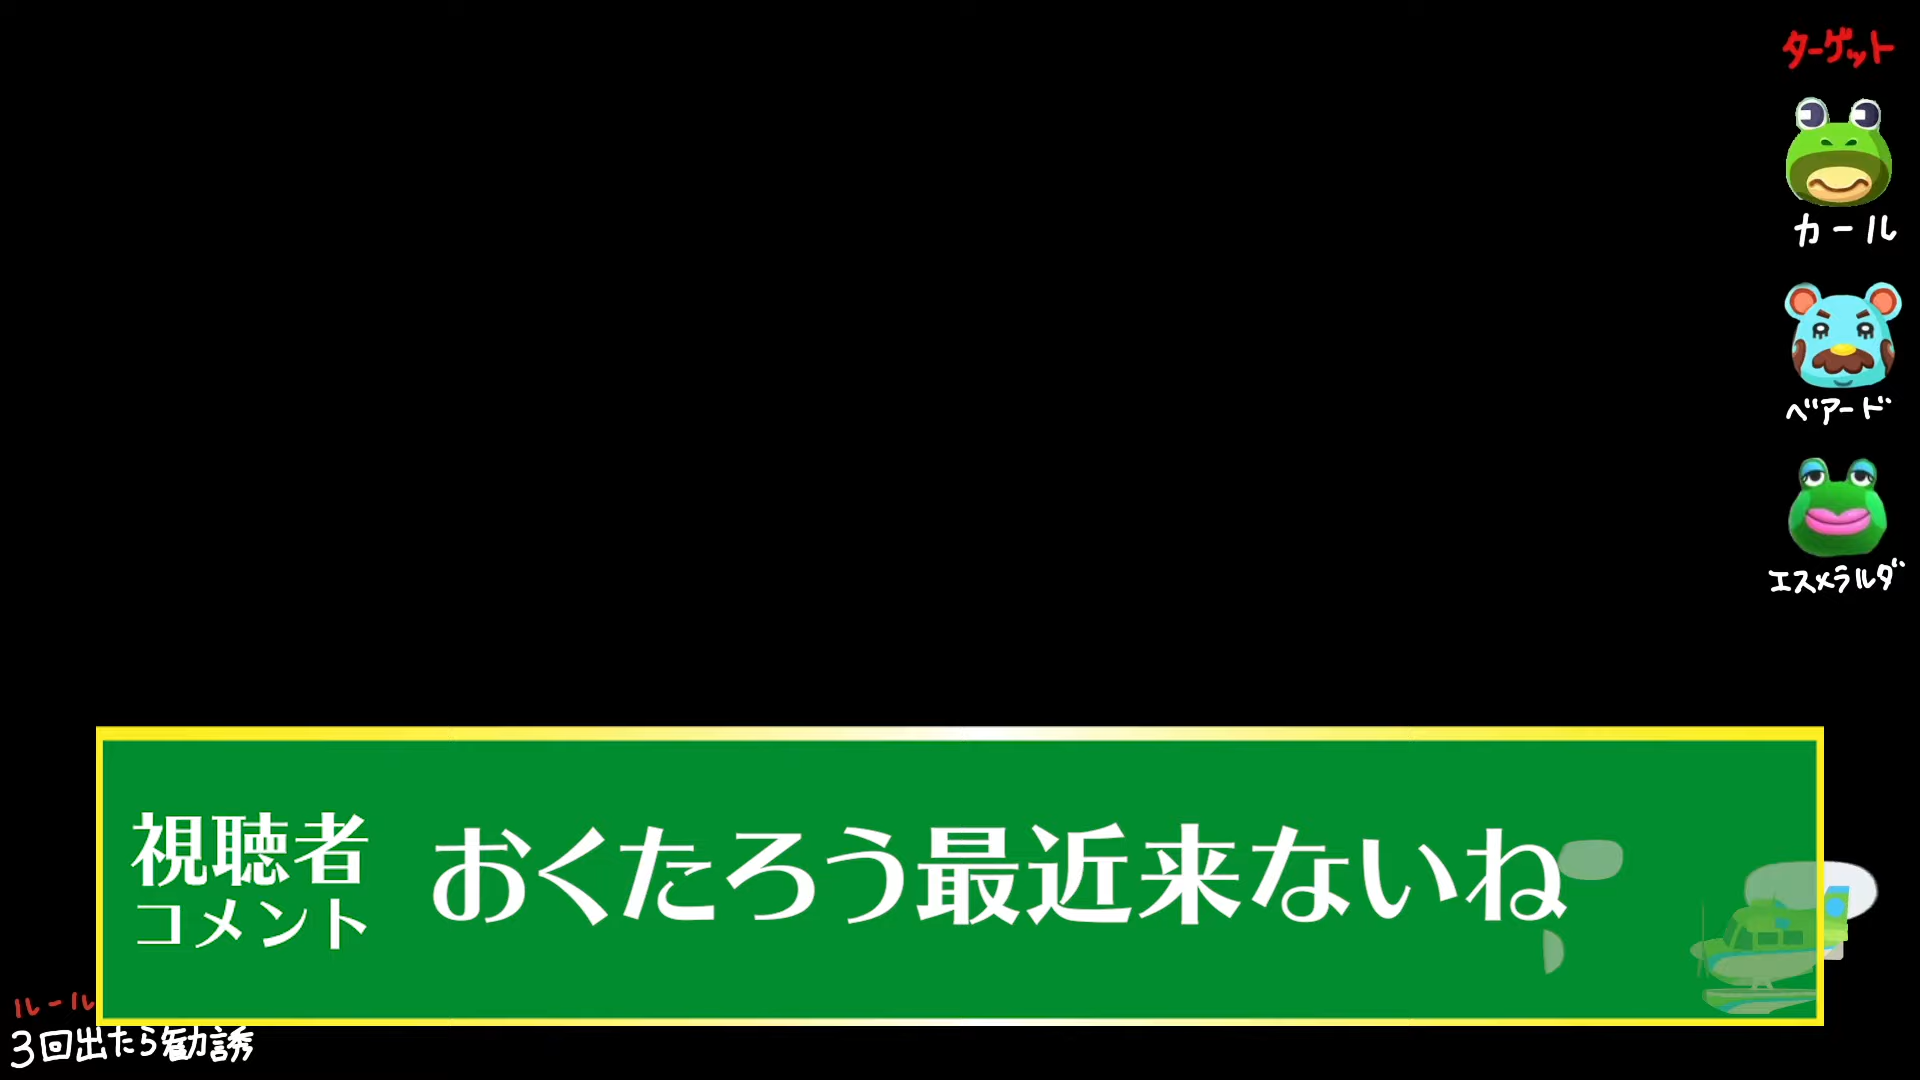 ターゲット
カール
ベアード
エスメラルダ
視聴者
コメント
おくたろう最近来ないね
ルール
3回出たら勧誘